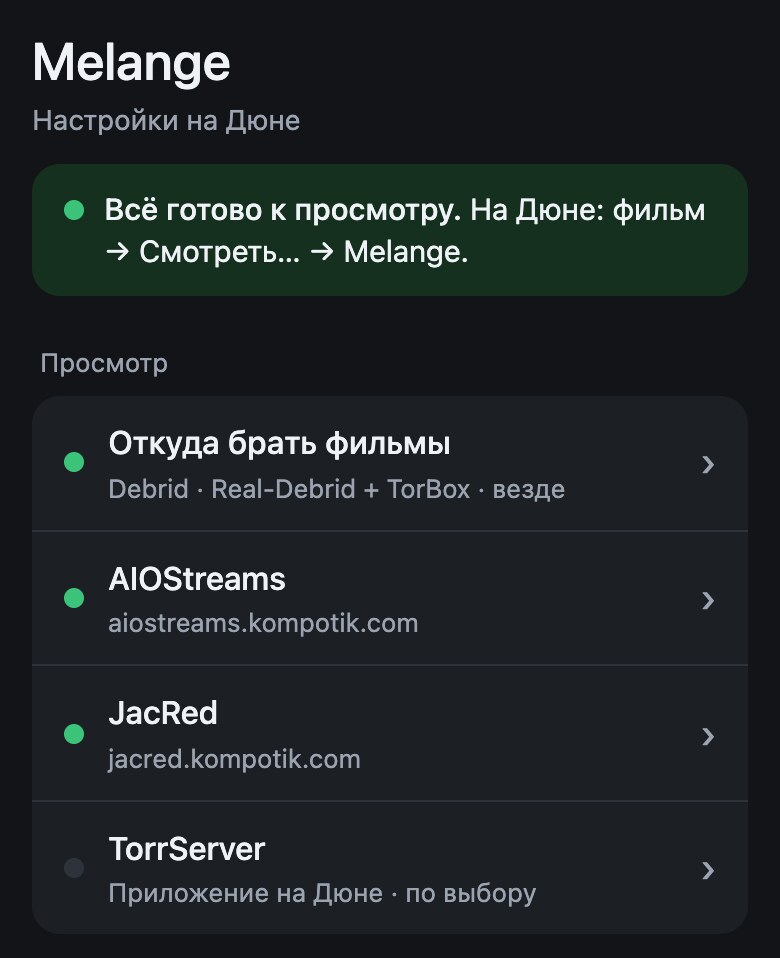 Melange
Настройки на Дюне
Всё готово к просмотру. На Дюне: фильм
→ Смотреть... → Melange.
Просмотр
Откуда брать фильмы
Debrid · Real-Debrid + TorBox · везде
AIOStreams
aiostreams.kompotik.com
JacRed
jacred.kompotik.com
TorrServer
Приложение на Дюне · по выбору